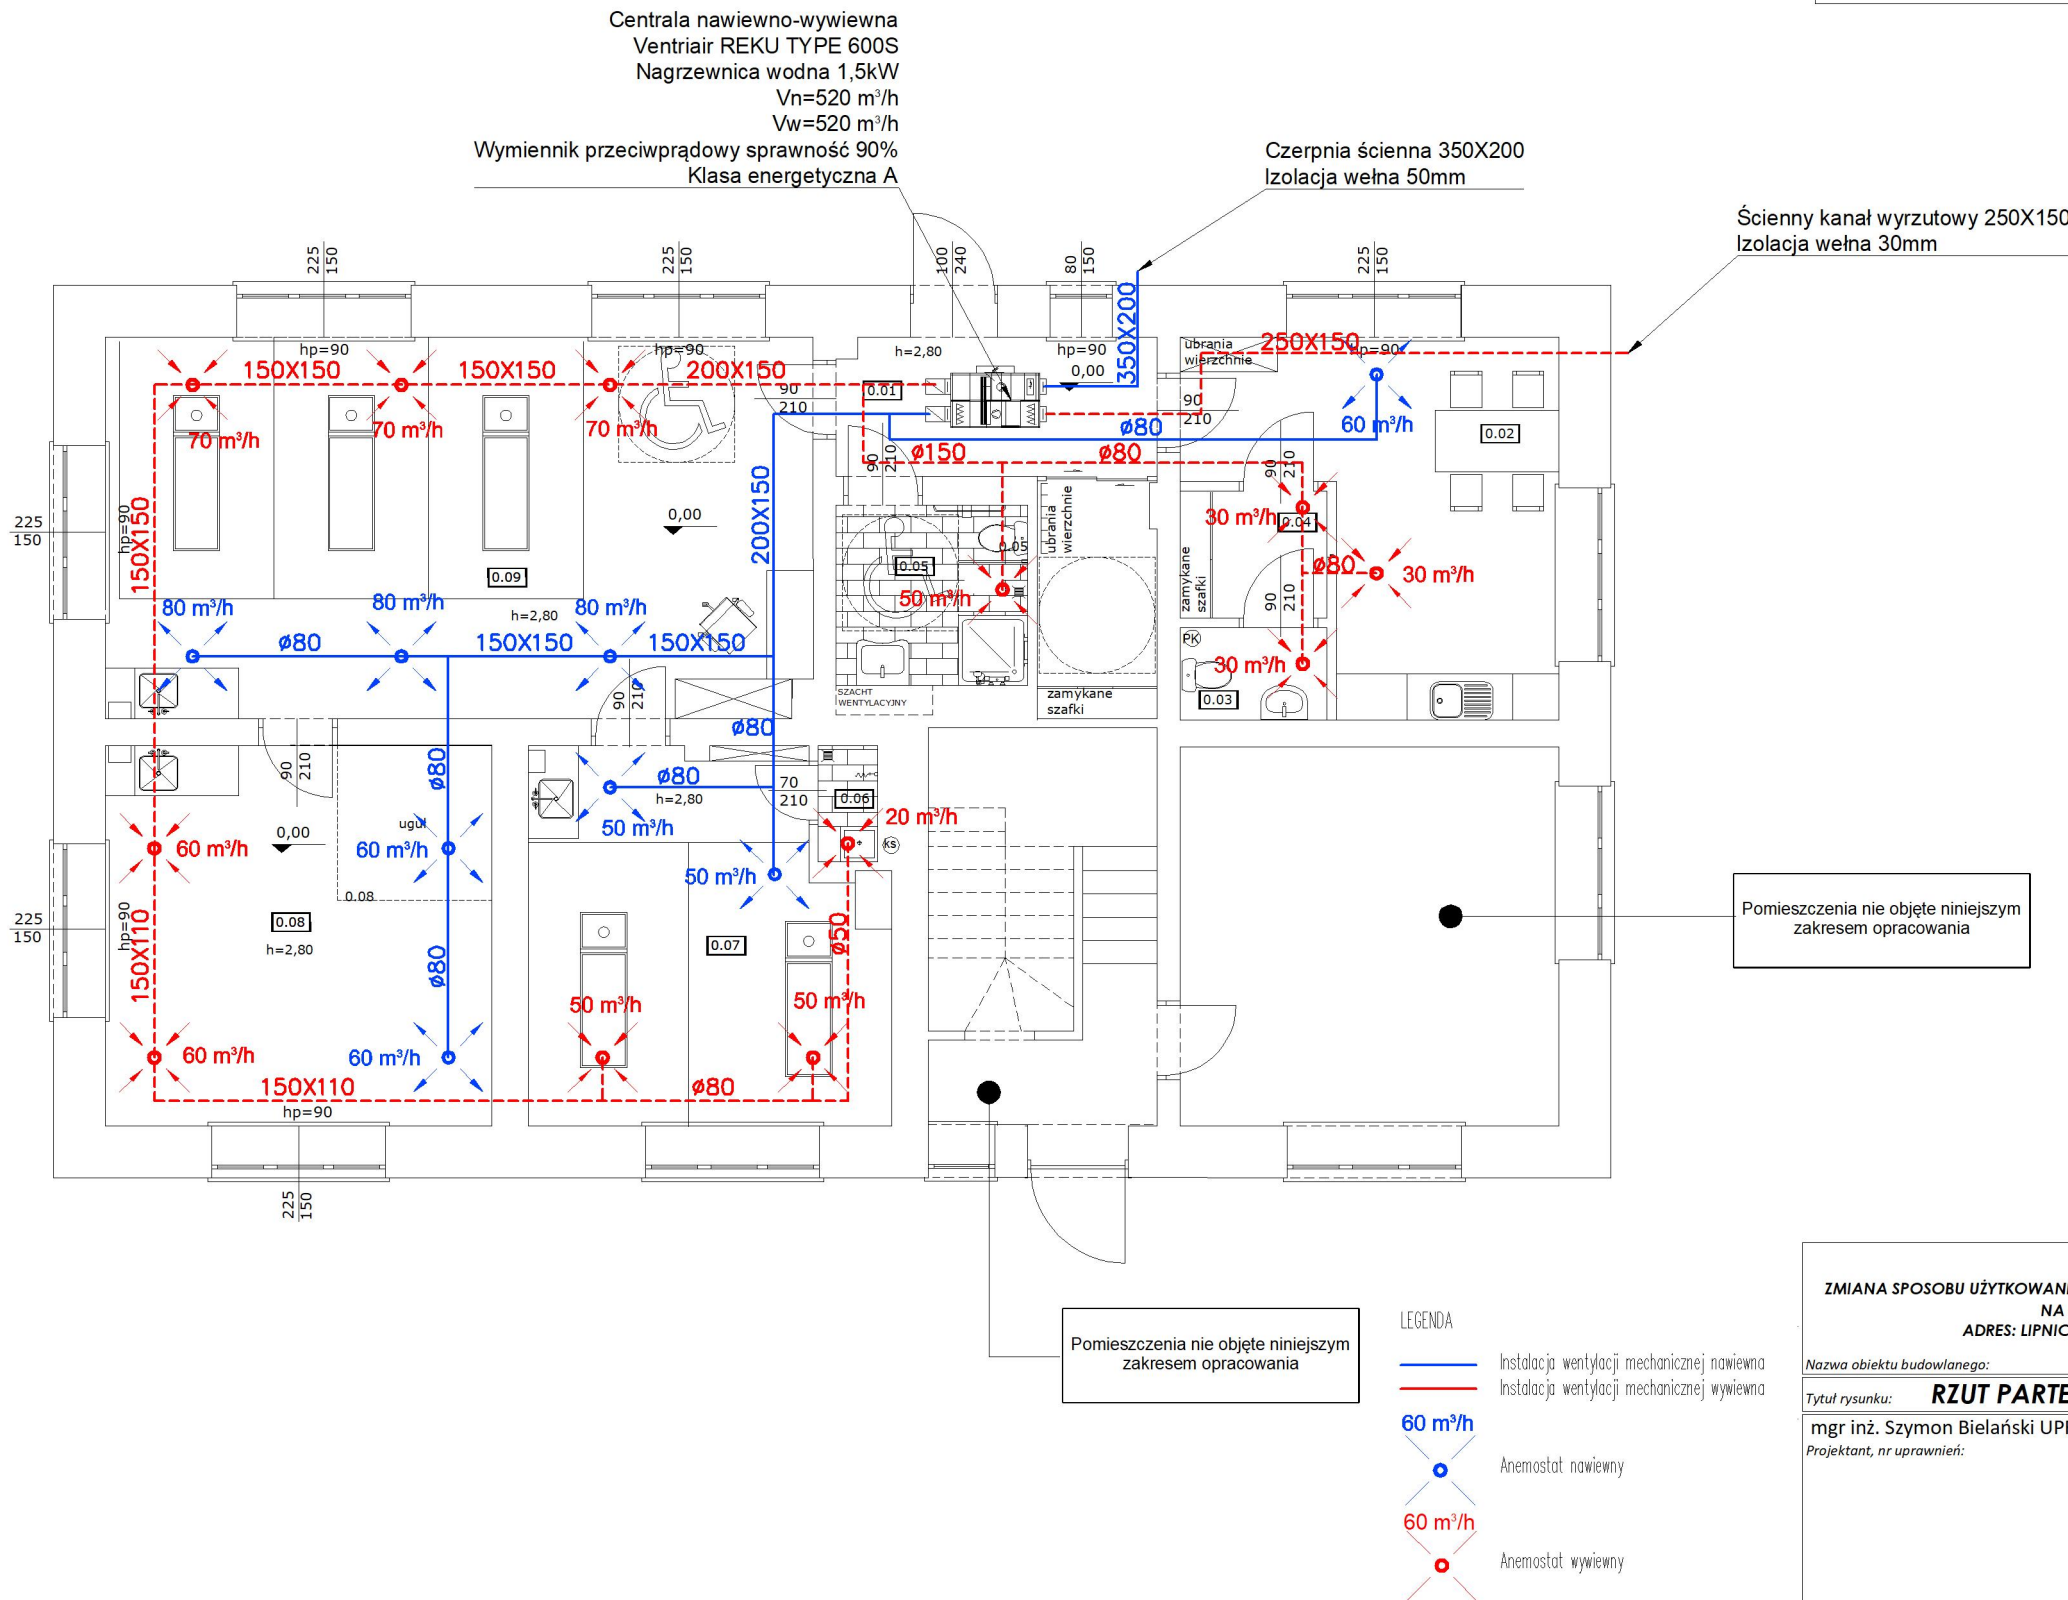 Centrala nawiewno-wywiewna
Ventriair REKU TYPE 600S
Nagrzewnica wodna 1,5kW
Vn=520 m³/h
Vw=520 m³/h
Wymiennik przeciwprądowy sprawność 90%
Klasa energetyczna A
Czerpnia ścienna 350X200
Izolacja wełna 50mm
Ścienny kanał wyrzutowy 250X150
Izolacja wełna 30mm
225
150
225
150
100
240
80
150
225
150
hp=90
hp=90
h=2,80
hp=90
0,00
350X200
ubrania
wierzchnie
250X150
hp=90
150X150
150X150
200X150
90
210
0.01
90
210
60 m³/h
0.02
70 m³/h
70 m³/h
70 m³/h
ø80
ø150
ø80
90
210
90
210
225
150
hp=90
150X150
0,00
200X150
ubrania
wierzchnie
30 m³/h
0.04
0.05
0.05
50 m³/h
ø80
30 m³/h
zamykane
szafki
90
210
0.09
h=2,80
80 m³/h
80 m³/h
80 m³/h
ø80
150X150
150X150
PK
30 m³/h
0.03
90
210
SZACHT
WENTYLACYJNY
zamykane
szafki
ø80
ø80
90
210
ø80
h=2,80
70
210
0.06
20 m³/h
KS
50 m³/h
0,00
60 m³/h
60 m³/h
50 m³/h
0.08
225
150
hp=90
150X110
0.08
h=2,80
ø80
0.07
ø50
50 m³/h
50 m³/h
60 m³/h
60 m³/h
150X110
ø80
hp=90
225
150
Pomieszczenia nie objęte niniejszym
zakresem opracowania
Pomieszczenia nie objęte niniejszym
zakresem opracowania
LEGENDA
Instalacja wentylacji mechanicznej nawiewna
Instalacja wentylacji mechanicznej wywiewna
60 m³/h
Anemostat nawiewny
60 m³/h
Anemostat wywiewny
ZMIANA SPOSOBU UŻYTKOWANI
NA
ADRES: LIPNIC
Nazwa obiektu budowlanego:
Tytuł rysunku: RZUT PARTE
mgr inż. Szymon Bielański UP
Projektant, nr uprawnień: